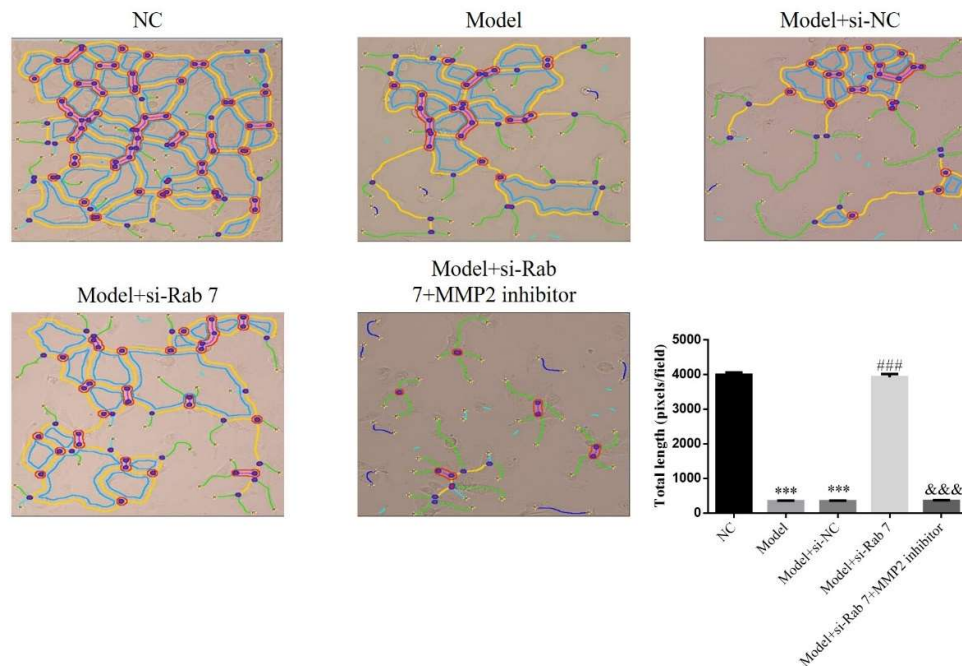 NC
Model
Model+si-NC
Model+si-Rab 7
Model+si-Rab
7+MMP2 inhibitor
Total length (pixels/field)
5000
4000
3000
2000
1000
0
***
***
###
&&&
NC
Model
Model+si-NC
Model+si-Rab 7
Model+si-Rab 7+MMP2 inhibitor